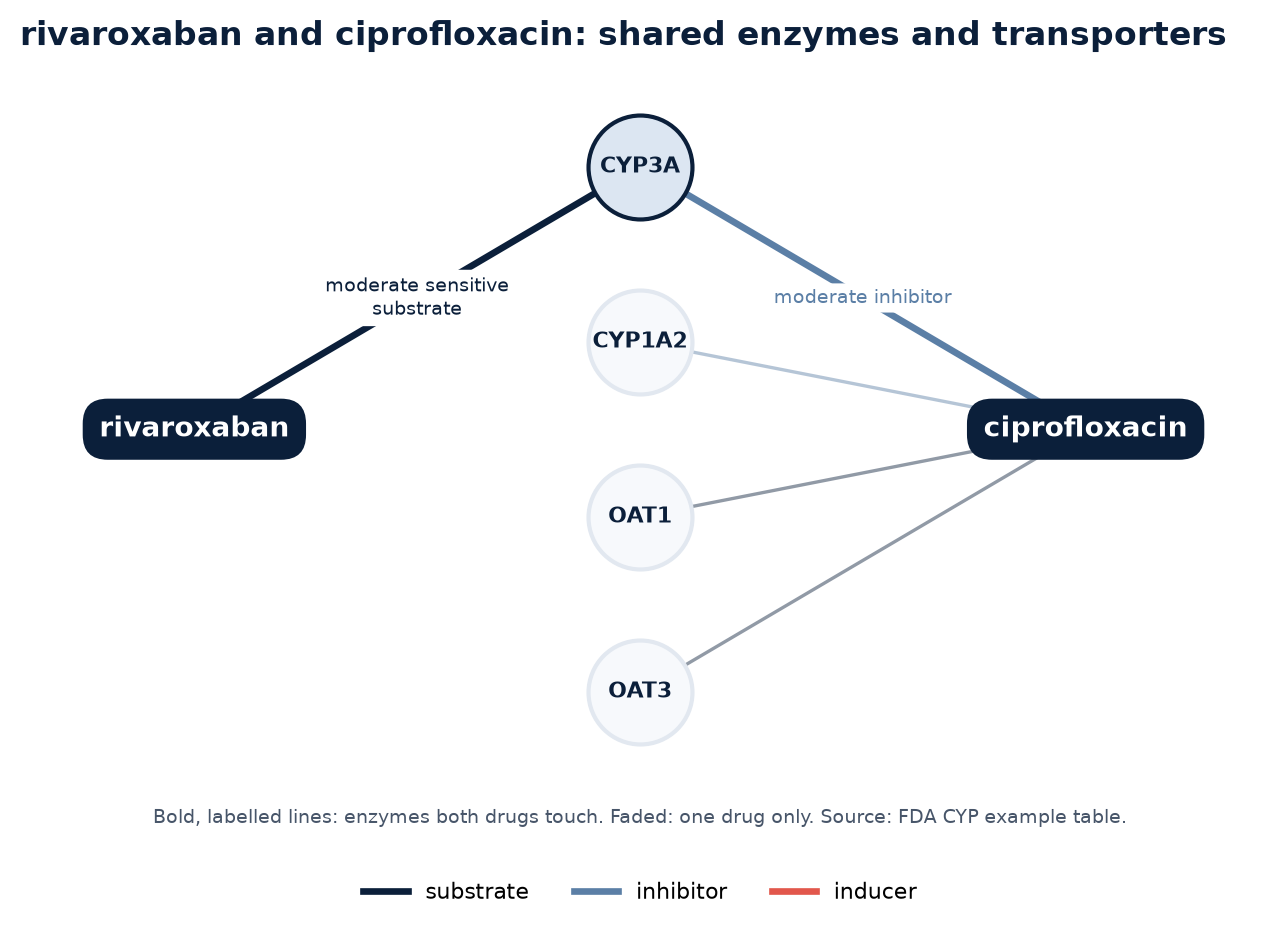 rivaroxaban and ciprofloxacin: shared enzymes and transporters
CYP3A
moderate sensitive
substrate
moderate inhibitor
CYP1A2
rivaroxaban
ciprofloxacin
OAT1
OAT3
Bold, labelled lines: enzymes both drugs touch. Faded: one drug only. Source: FDA CYP example table.
substrate
inhibitor
inducer